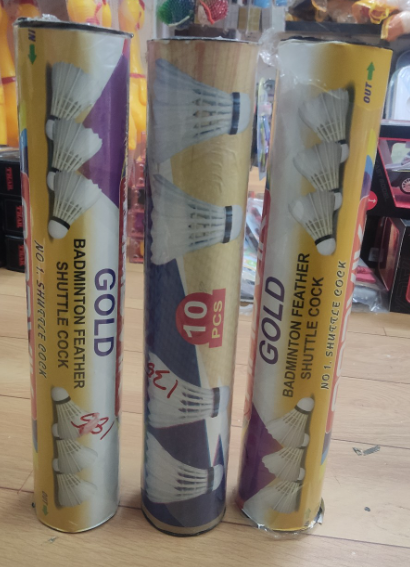 IN
GOLD
BADMINTON FEATHER
SHUTTLE COCK
NO 1. SHUTTLE COCK
10
PCS
OUT
GOLD
BADMINTON FEATHER
SHUTTLE COCK
NO 1. SHUTTLE COCK